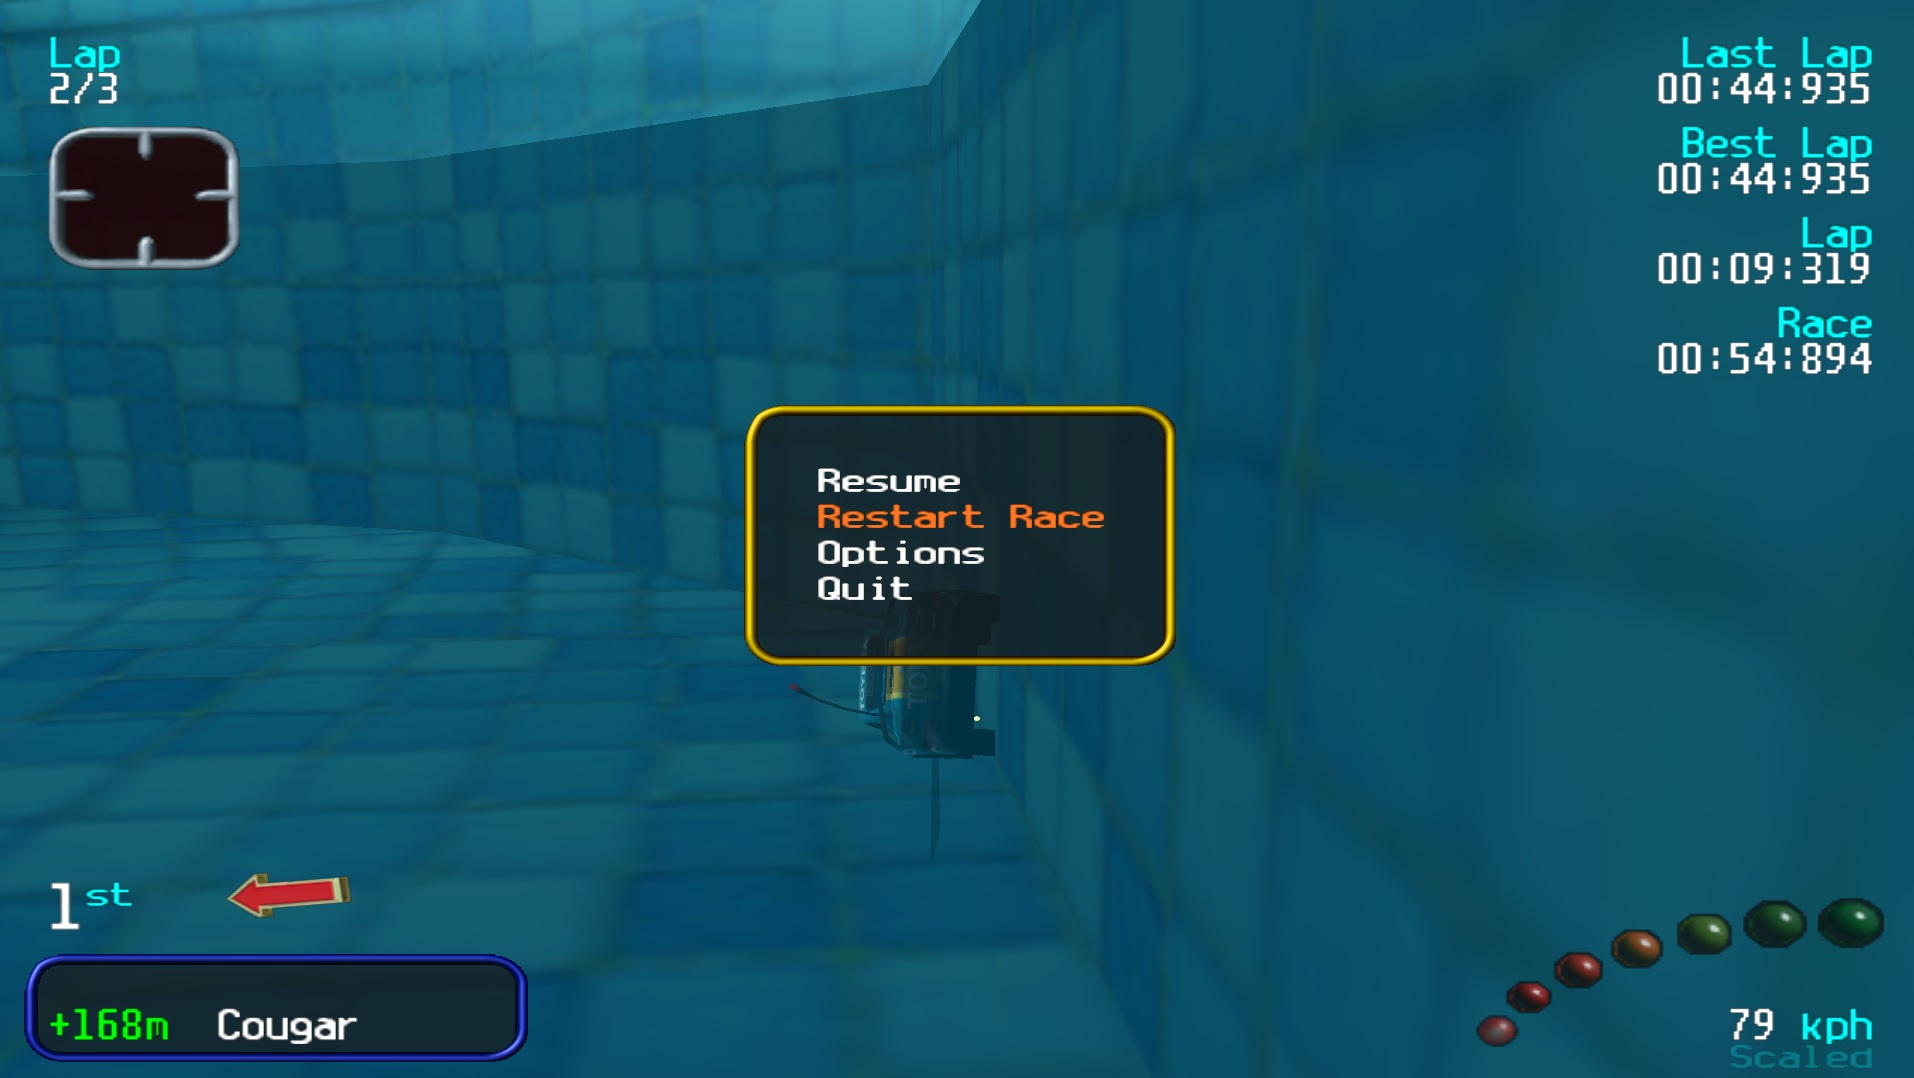 Lap
2/3
Last Lap
00:44:935
Best Lap
00:44:935
Lap
00:09:319
Race
00:54:894
Resume
Restart Race
Options
Quit
1st
+168m Cougar
79 kph
Scaled